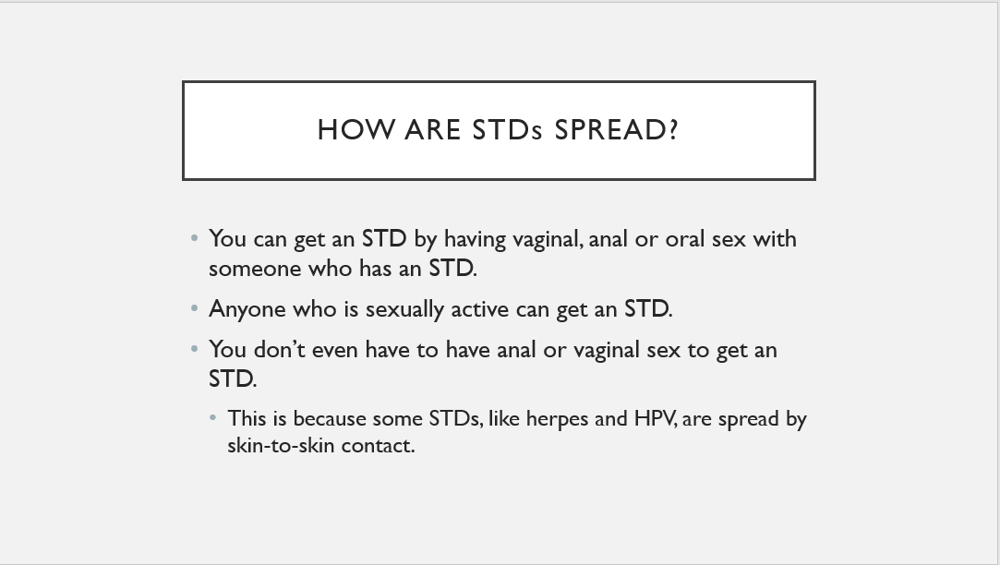 HOW ARE STDs SPREAD?
• You can get an STD by having vaginal, anal or oral sex with
someone who has an STD.
• Anyone who is sexually active can get an STD.
• You don’t even have to have anal or vaginal sex to get an
STD.
• This is because some STDs, like herpes and HPV, are spread by
skin-to-skin contact.